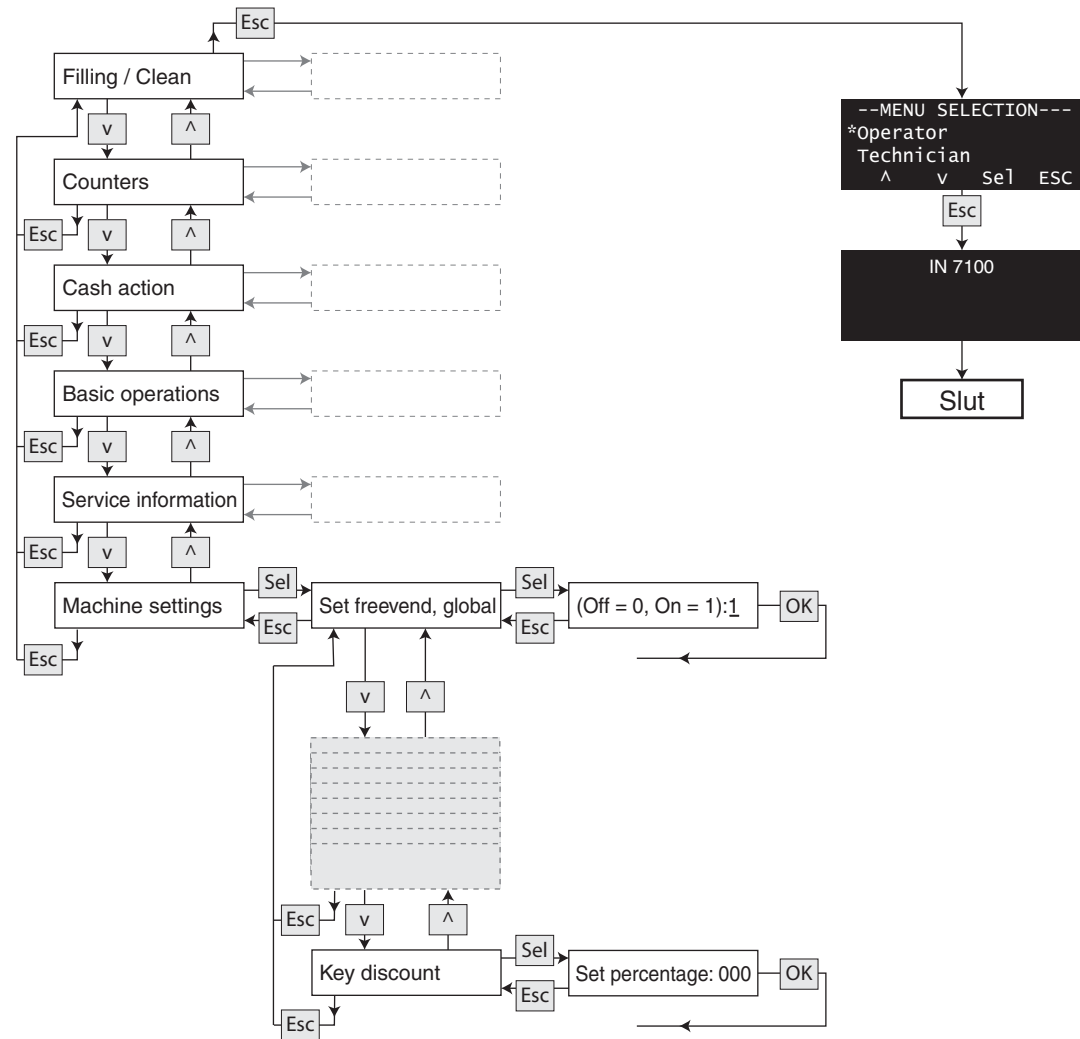 Esc
Filling / Clean
v ^
Counters
Esc v ^
Cash action
Esc v ^
Basic operations
Esc v ^
Service information
Esc v ^
Machine settings
Esc
Sel
Esc
Set freevend, global
Sel
Esc
(Off = 0, On = 1):1
OK
v ^
Esc v ^
Key discount
Esc
Sel
Esc
Set percentage: 000
OK
--MENU SELECTION---
*Operator
Technician
^ v Sel ESC
Esc
IN 7100
Slut